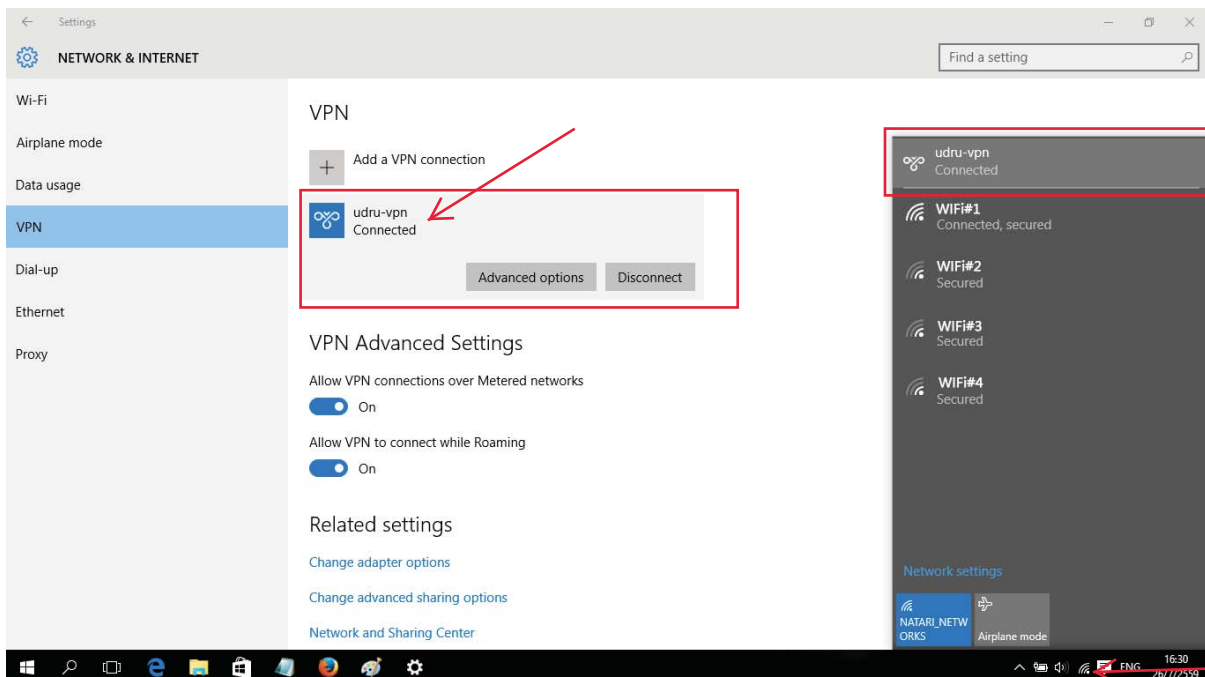 Settings
NETWORK & INTERNET
Find a setting
Wi-Fi
Airplane mode
Data usage
VPN
Dial-up
Ethernet
Proxy
VPN
Add a VPN connection
udru-vpn
Connected
Advanced options
Disconnect
VPN Advanced Settings
Allow VPN connections over Metered networks
On
Allow VPN to connect while Roaming
On
Related settings
Change adapter options
Change advanced sharing options
Network and Sharing Center
udru-vpn
Connected
WIFi#1
Connected, secured
WIFi#2
Secured
WIFi#3
Secured
WIFi#4
Secured
Network settings
NATARI_NETW
ORKS
Airplane mode
ENG
16:30
26/7/2559